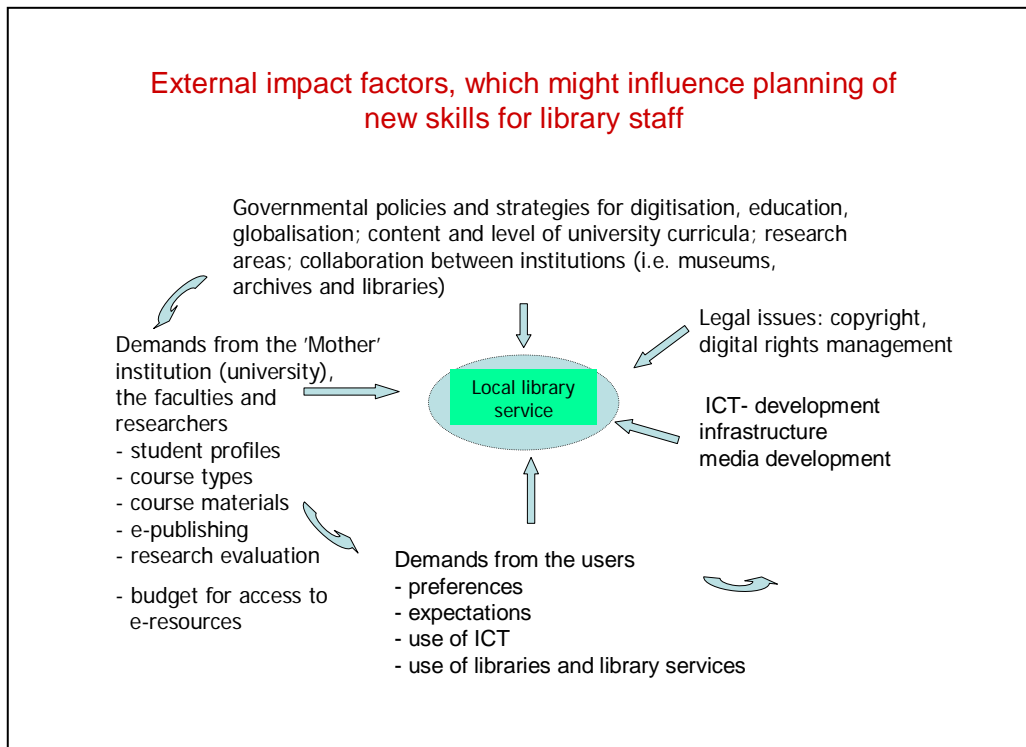 External impact factors, which might influence planning of
new skills for library staff
Governmental policies and strategies for digitisation, education,
globalisation; content and level of university curricula; research
areas; collaboration between institutions (i.e. museums,
archives and libraries)
Legal issues: copyright,
digital rights management
Demands from the 'Mother'
institution (university),
the faculties and
researchers
- student profiles
- course types
- course materials
- e-publishing
- research evaluation
- budget for access to
e-resources
Local library
service
ICT- development
infrastructure
media development
Demands from the users
- preferences
- expectations
- use of ICT
- use of libraries and library services